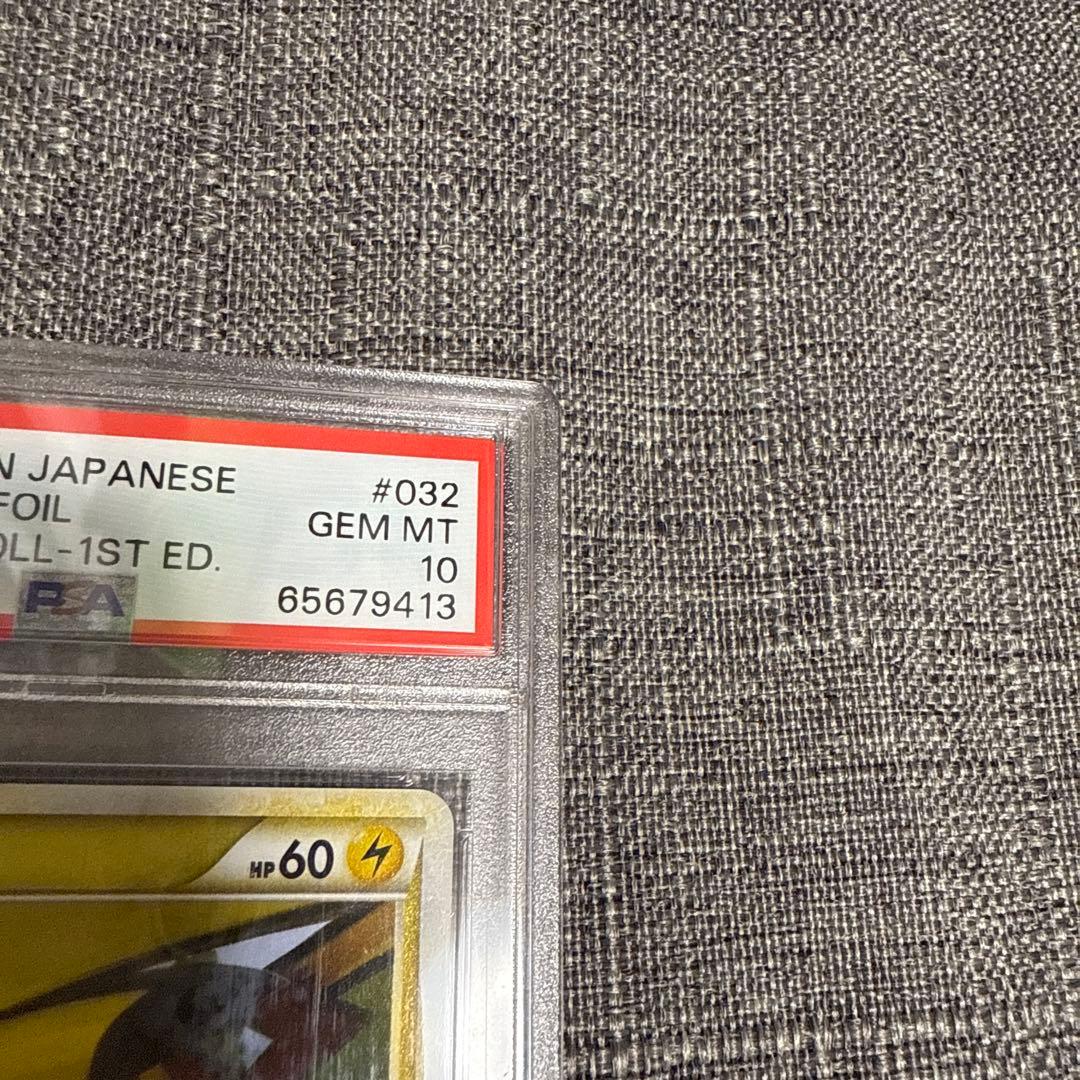 N JAPANESE
#032
FOIL
GEM MT
OLL-1ST ED.
10
PSA
65679413
HP60